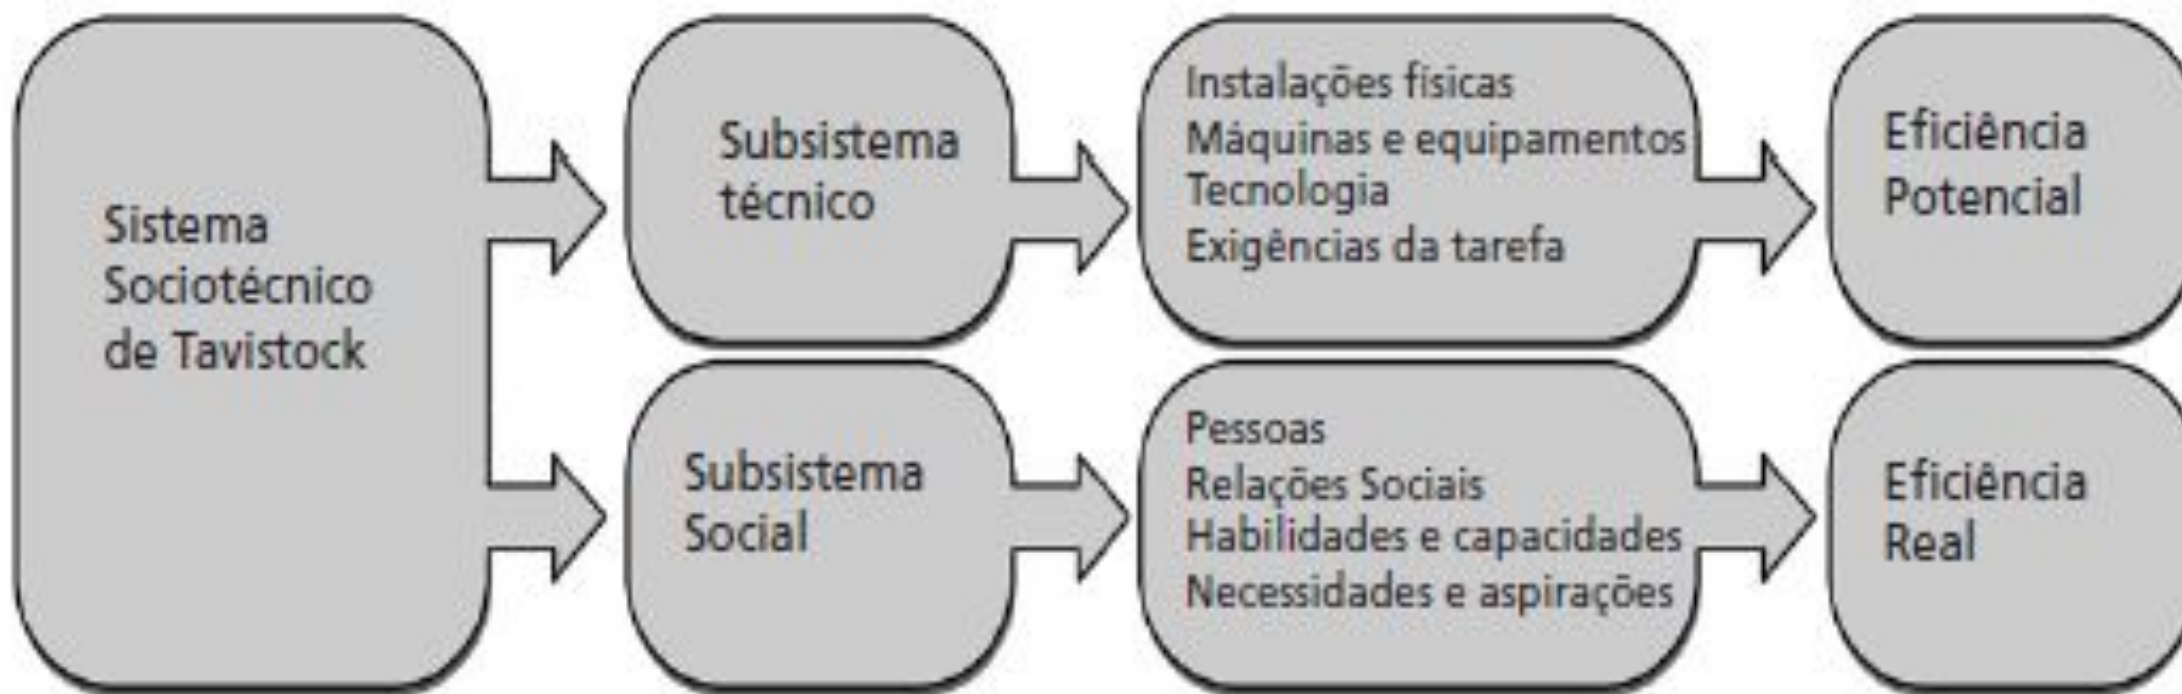 Sistema
Sociotécnico
de Tavistock
Subsistema
técnico
Instalações físicas
Máquinas e equipamentos
Tecnologia
Exigências da tarefa
Eficiência
Potencial
Subsistema
Social
Pessoas
Relações Sociais
Habilidades e capacidades
Necessidades e aspirações
Eficiência
Real